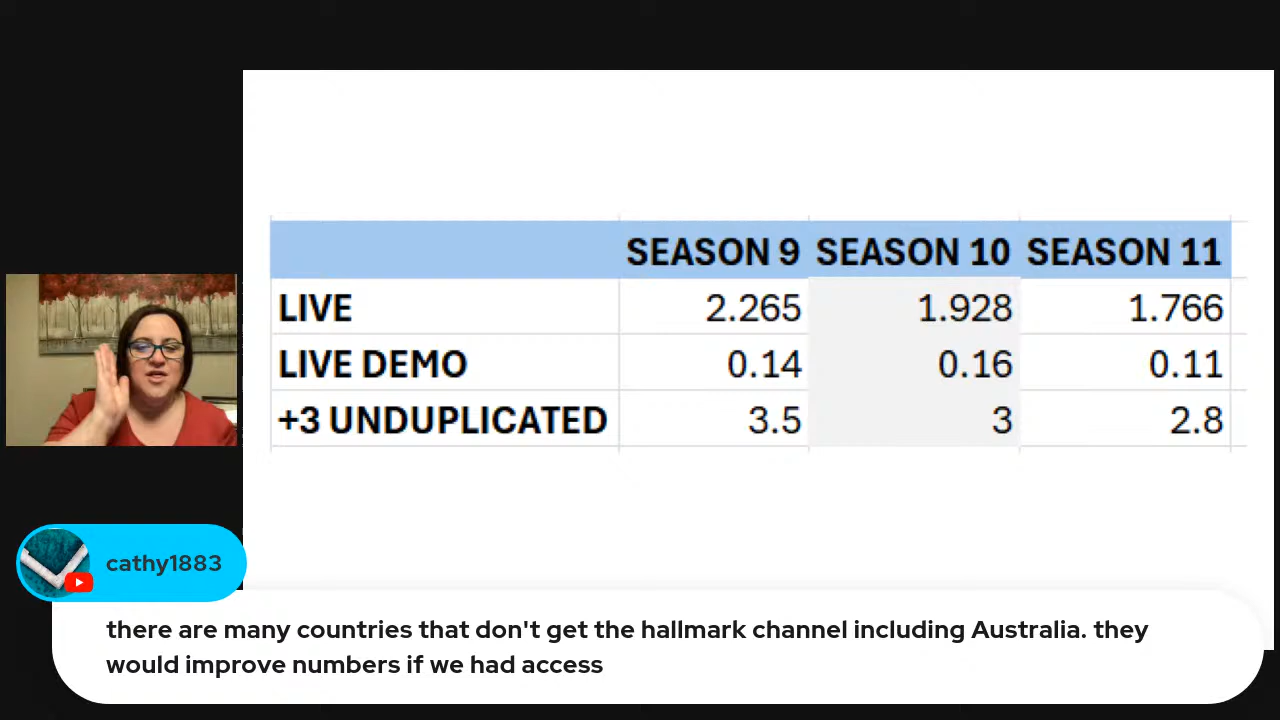 SEASON 9 SEASON 10 SEASON 11
LIVE 2.265 1.928 1.766
LIVE DEMO 0.14 0.16 0.11
+3 UNDUPLICATED 3.5 3 2.8
cathy1883
there are many countries that don't get the hallmark channel including Australia. they
would improve numbers if we had access